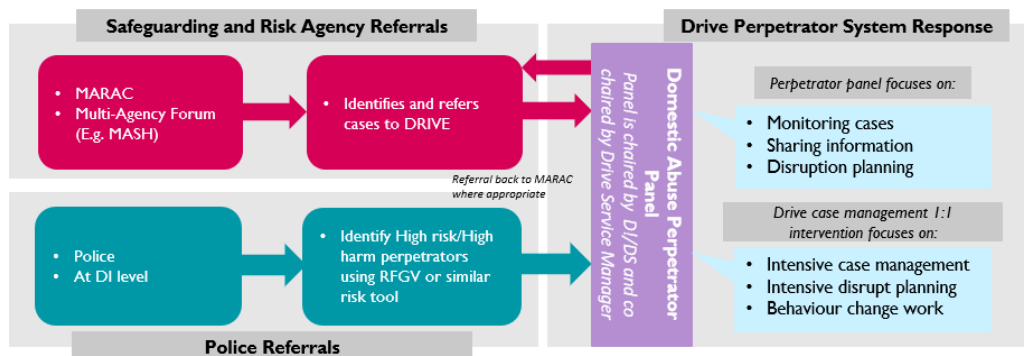 Safeguarding and Risk Agency Referrals
• MARAC
• Multi-Agency Forum
(E.g. MASH)
• Identifies and refers
cases to DRIVE
Referral back to MARAC
where appropriate
• Police
• At DI level
• Identify High risk/High
harm perpetrators
using RFGV or similar
risk tool
Police Referrals
Drive Perpetrator System Response
Domestic Abuse Perpetrator
Panel
Panel is chaired by DI/DS and co
chaired by Drive Service Manager
Perpetrator panel focuses on:
• Monitoring cases
• Sharing information
• Disruption planning
Drive case management 1:1
intervention focuses on:
• Intensive case management
• Intensive disrupt planning
• Behaviour change work